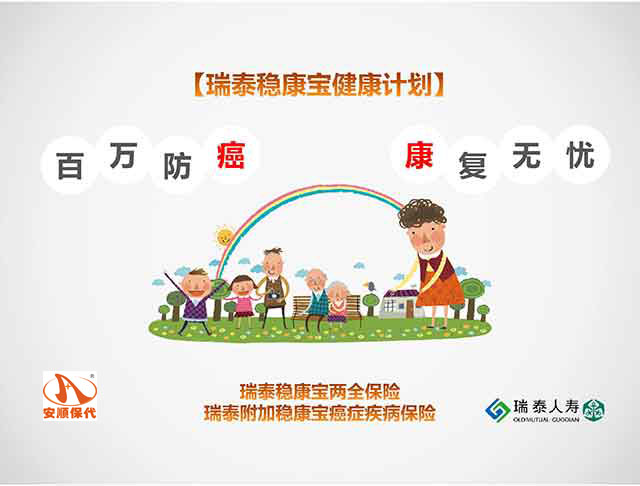 【瑞泰稳康宝健康计划】
百万防癌 康复无忧
瑞泰稳康宝两全保险
瑞泰附加稳康宝癌症疾病保险
安顺保代
瑞泰人寿
OLDMUTUAL GUODIAN